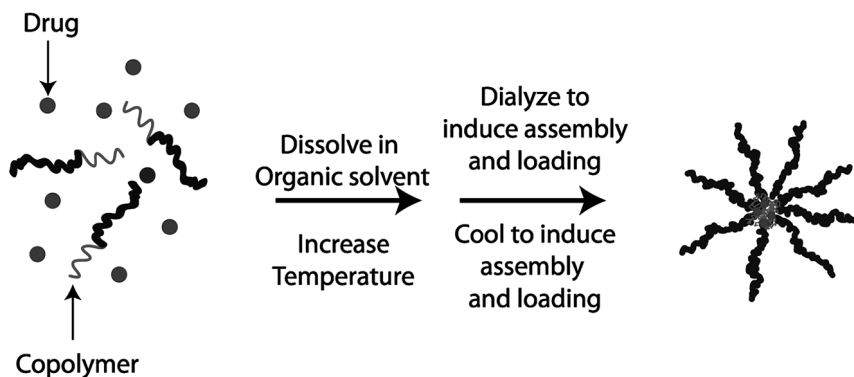 Drug
Copolymer
Dissolve in
Organic solvent
Increase
Temperature
Dialyze to
induce assembly
and loading
Cool to induce
assembly
and loading